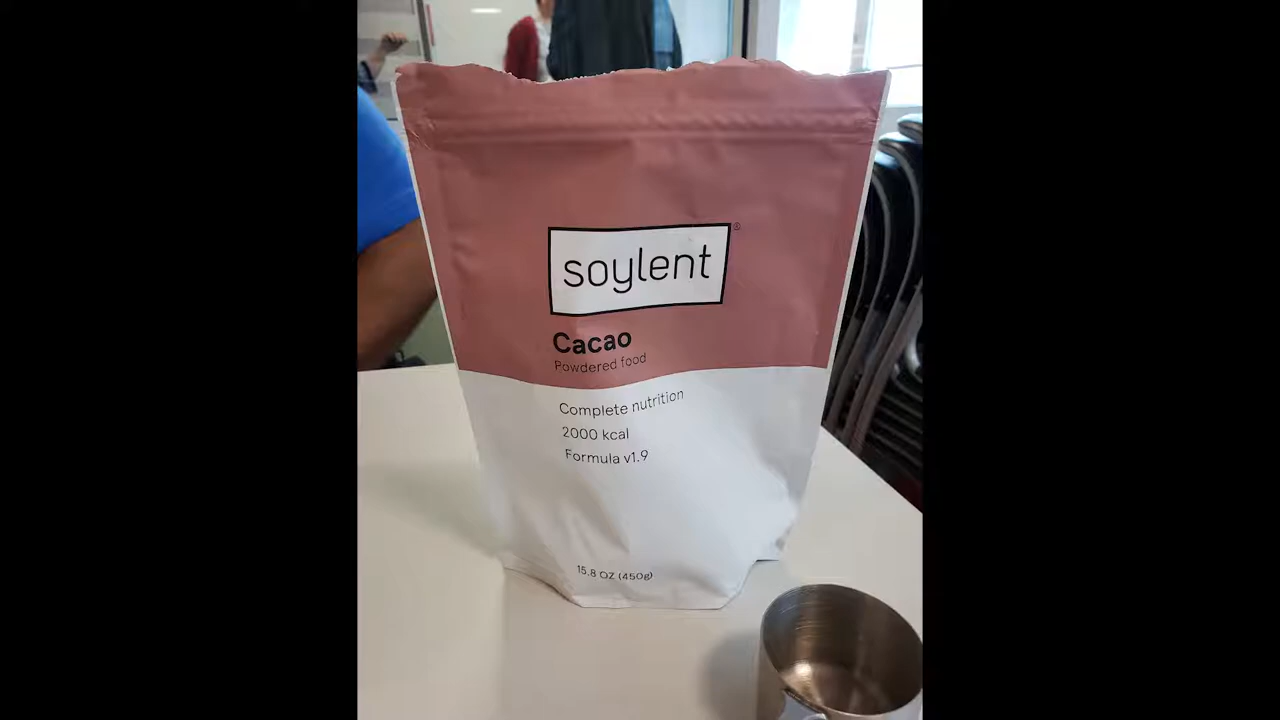 soylent®
Cacao
Powdered food
Complete nutrition
2000 kcal
Formula v1.9
15.8 OZ (450g)